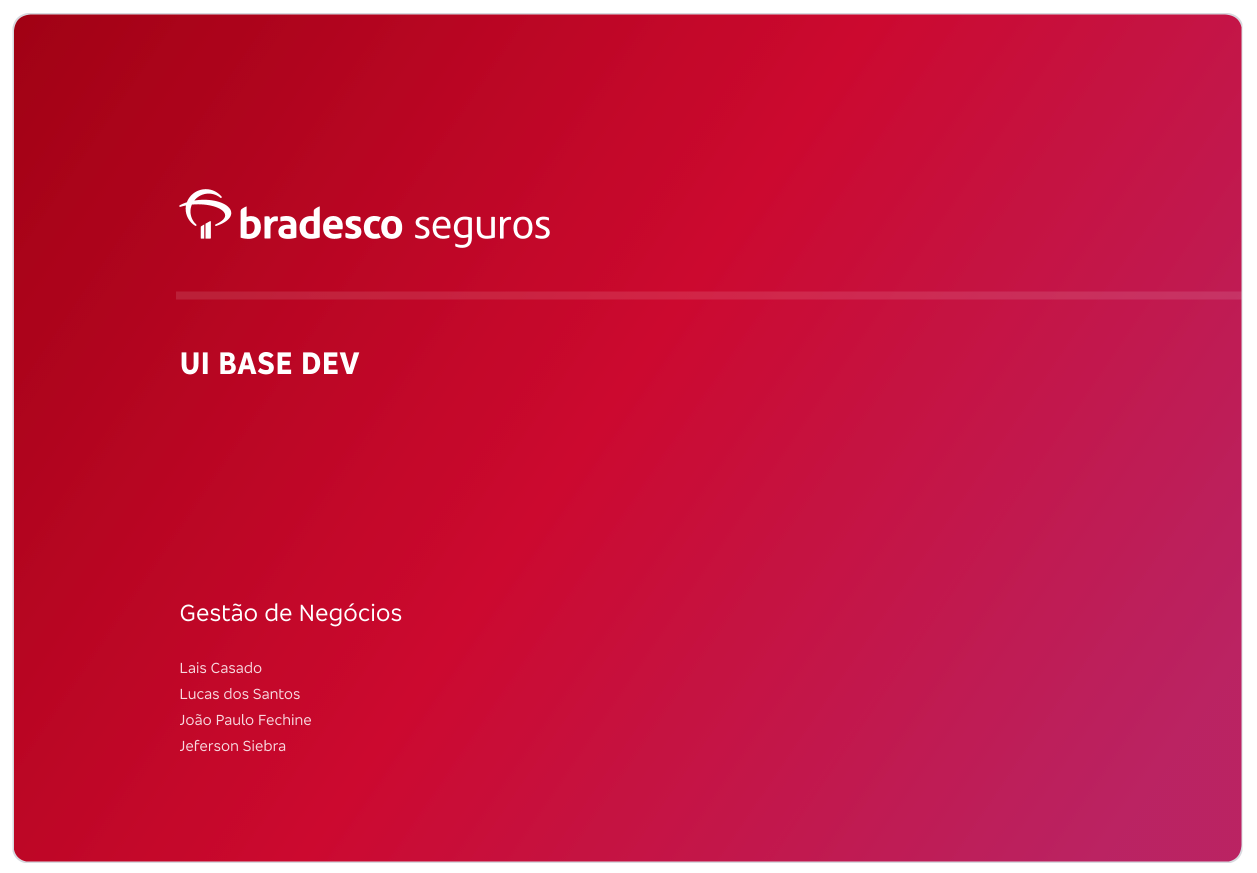 bradesco seguros
UI BASE DEV
Gestão de Negócios
Lais Casado
Lucas dos Santos
João Paulo Fechine
Jeferson Siebra